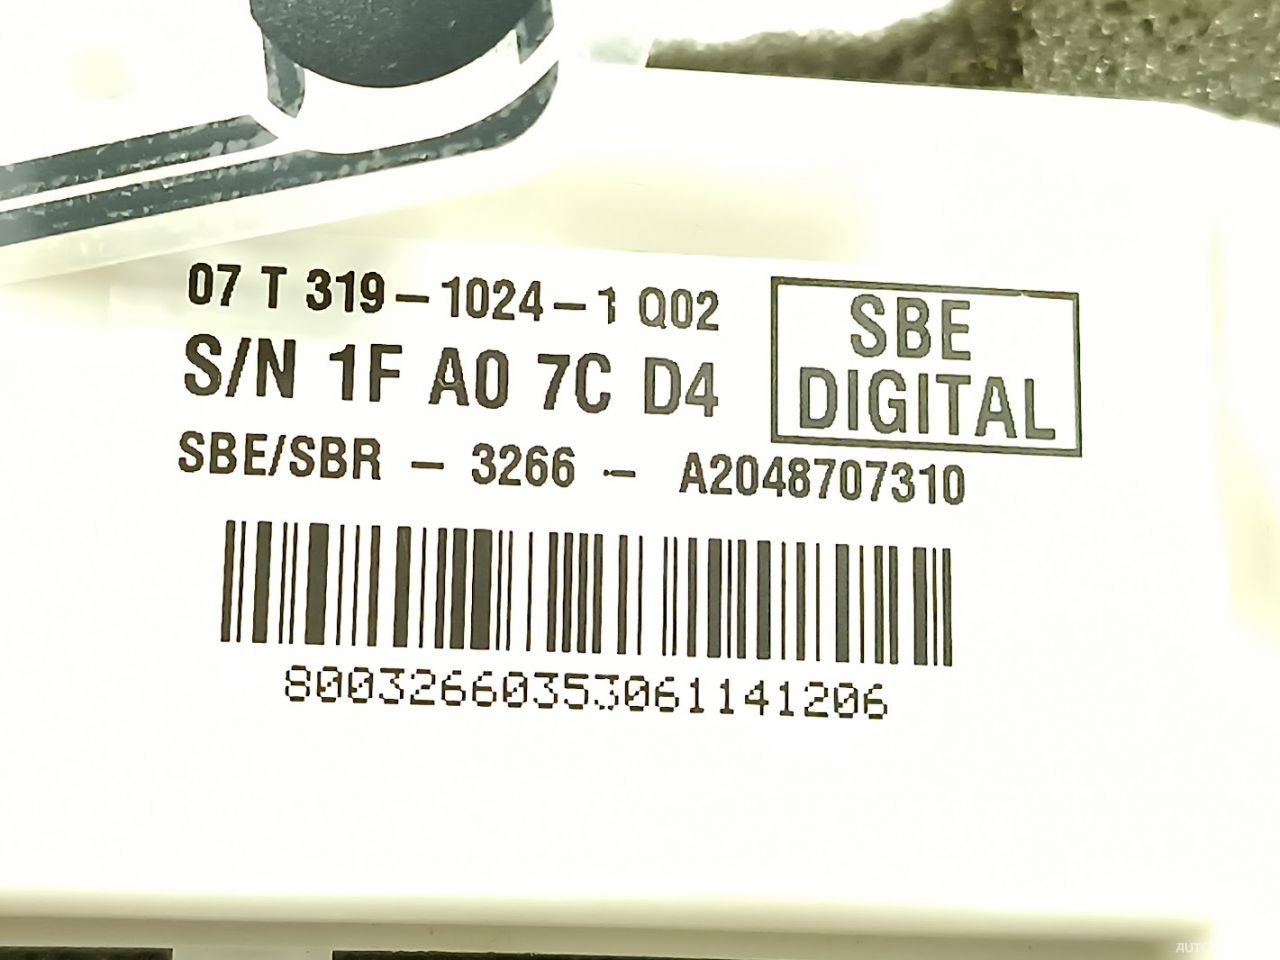 07 T 319-1024-1 Q02
S/N 1F A0 7C D4
SBE
DIGITAL
SBE/SBR - 3266 - A2048707310
80032660353061141206